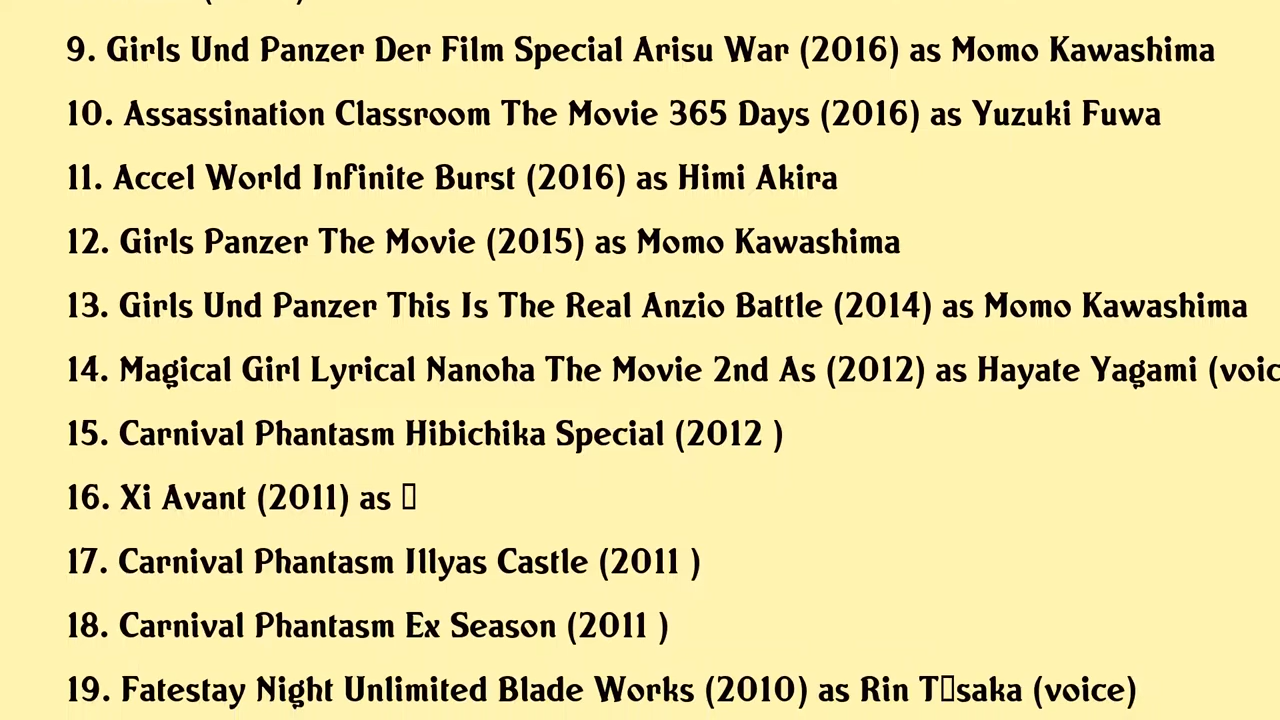 9. Girls Und Panzer Der Film Special Arisu War (2016) as Momo Kawashima
10. Assassination Classroom The Movie 365 Days (2016) as Yuzuki Fuwa
11. Accel World Infinite Burst (2016) as Himi Akira
12. Girls Panzer The Movie (2015) as Momo Kawashima
13. Girls Und Panzer This Is The Real Anzio Battle (2014) as Momo Kawashima
14. Magical Girl Lyrical Nanoha The Movie 2nd As (2012) as Hayate Yagami (voic
15. Carnival Phantasm Hibichika Special (2012 )
16. Xi Avant (2011) as ▯
17. Carnival Phantasm Illyas Castle (2011 )
18. Carnival Phantasm Ex Season (2011 )
19. Fatestay Night Unlimited Blade Works (2010) as Rin T▯saka (voice)